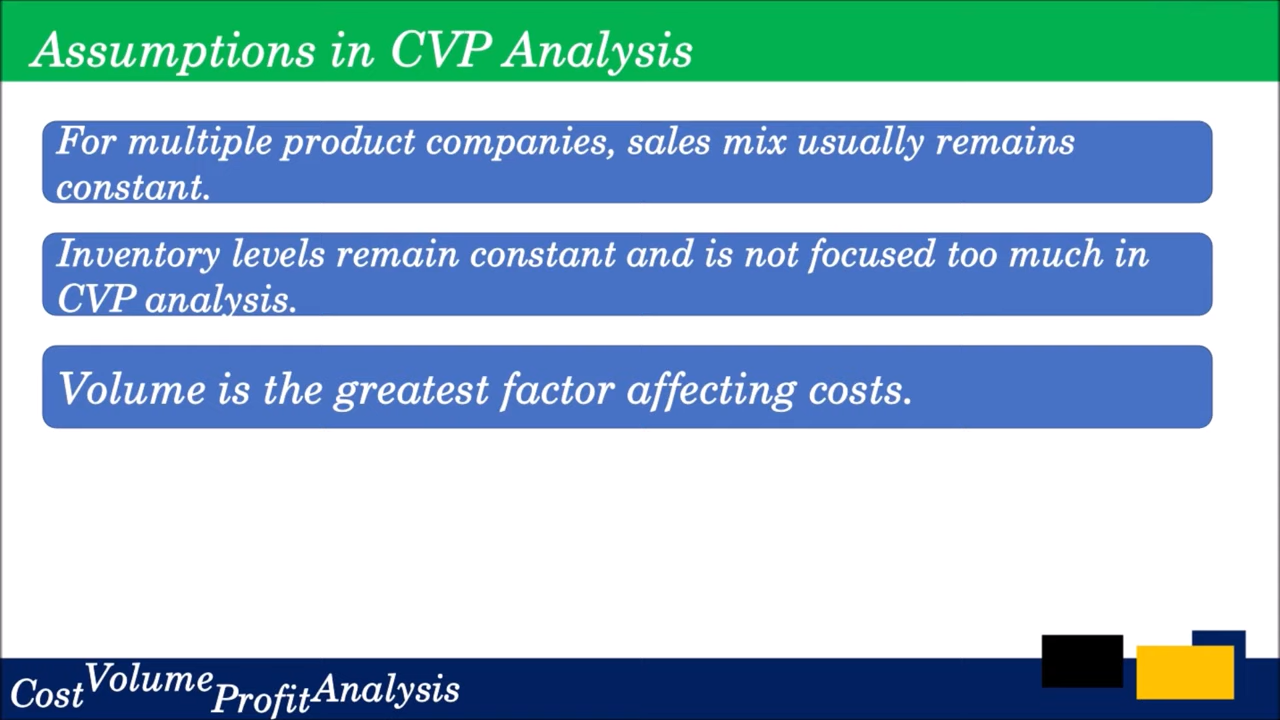 Assumptions in CVP Analysis
For multiple product companies, sales mix usually remains
constant.
Inventory levels remain constant and is not focused too much in
CVP analysis.
Volume is the greatest factor affecting costs.
Cost Volume Profit Analysis